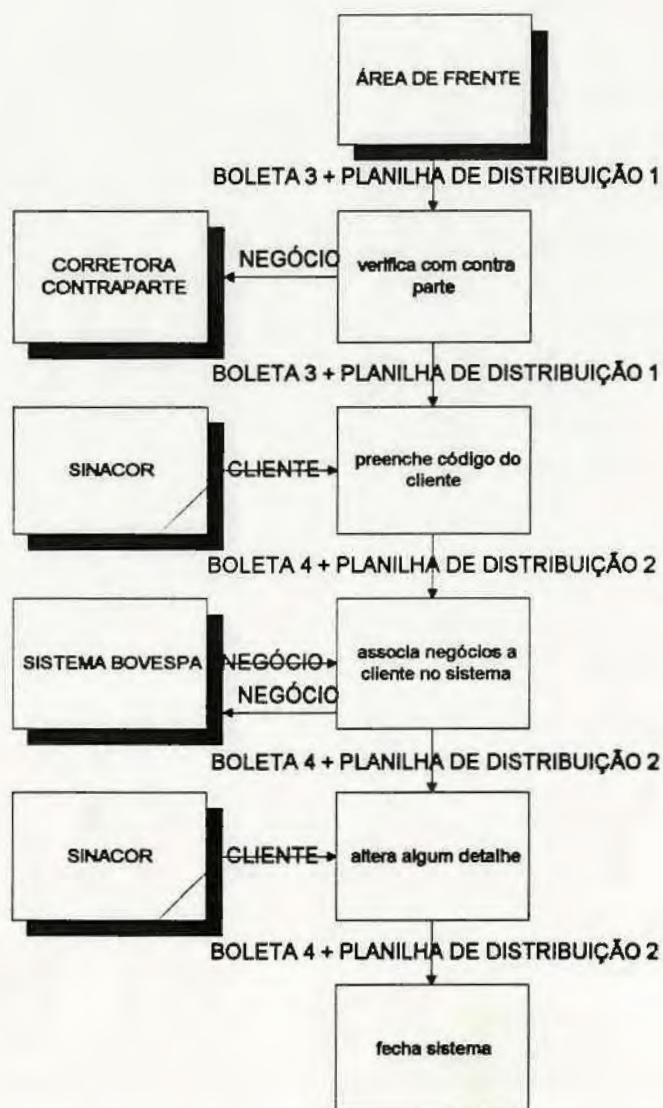 ÁREA DE FRENTE
BOLETA 3 + PLANILHA DE DISTRIBUIÇÃO 1
CORRETORA
CONTRAPARTE
NEGÓCIO
verifica com contra
parte
BOLETA 3 + PLANILHA DE DISTRIBUIÇÃO 1
SINACOR
CLIENTE
preenche código do
cliente
BOLETA 4 + PLANILHA DE DISTRIBUIÇÃO 2
SISTEMA BOVESPA
NEGÓCIO
NEGÓCIO
associa negócios a
cliente no sistema
BOLETA 4 + PLANILHA DE DISTRIBUIÇÃO 2
SINACOR
CLIENTE
altera algum detalhe
BOLETA 4 + PLANILHA DE DISTRIBUIÇÃO 2
fecha sistema